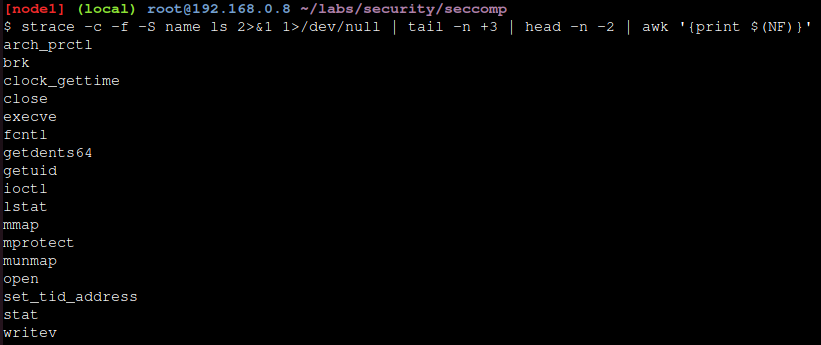 [node1] (local) root@192.168.0.8 ~/labs/security/seccomp
$ strace -c -f -S name ls 2>&1 1>/dev/null | tail -n +3 | head -n -2 | awk '{print $(NF)}'
arch_prctl
brk
clock_gettime
close
execve
fcntl
getdents64
getuid
ioctl
lstat
mmap
mprotect
munmap
open
set_tid_address
stat
writev